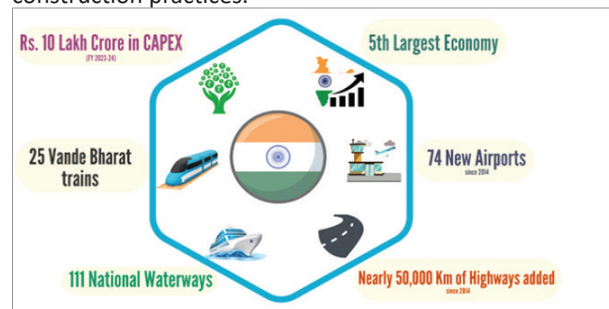 construction practices.
Rs. 10 Lakh Crore in CAPEX
(FY 2023-24)
5th Largest Economy
25 Vande Bharat
trains
74 New Airports
since 2014
111 National Waterways
Nearly 50,000 Km of Highways added
since 2014